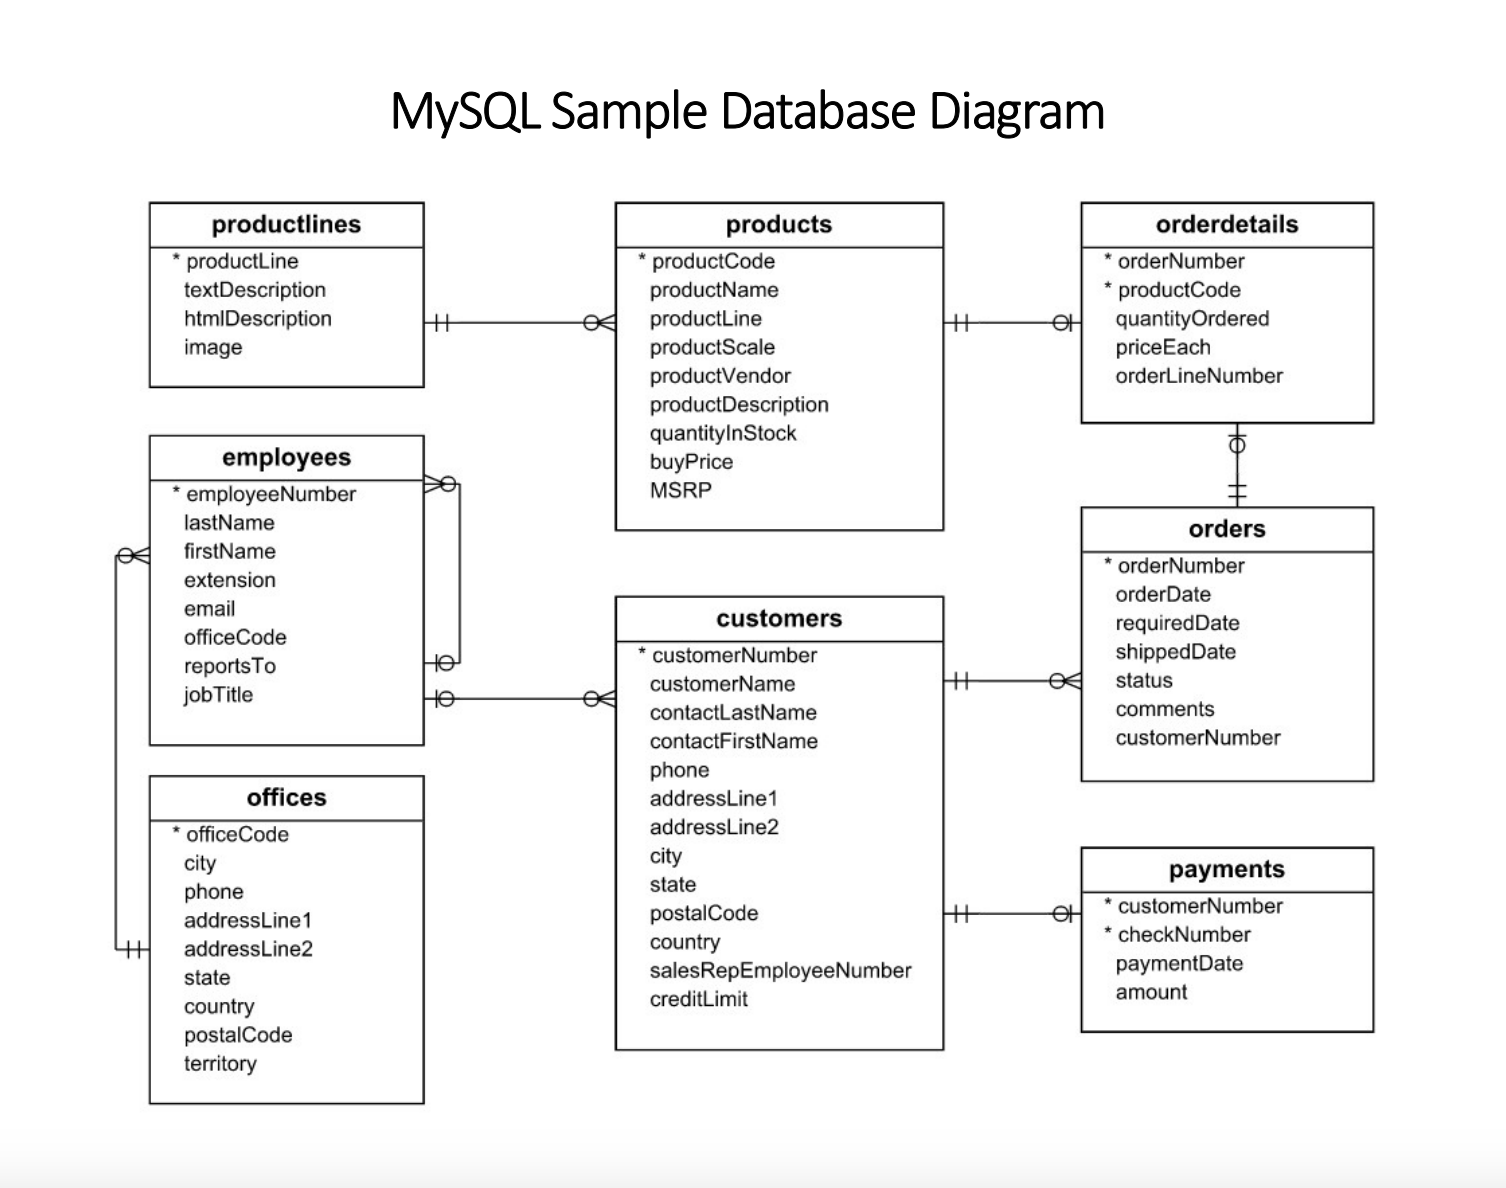 MySQL Sample Database Diagram
productlines
* productLine
textDescription
htmlDescription
image
products
* productCode
productName
productLine
productScale
productVendor
productDescription
quantityInStock
buyPrice
MSRP
orderdetails
* orderNumber
* productCode
quantityOrdered
priceEach
orderLineNumber
employees
* employeeNumber
lastName
firstName
extension
email
officeCode
reportsTo
jobTitle
customers
* customerNumber
customerName
contactLastName
contactFirstName
phone
addressLine1
addressLine2
city
state
postalCode
country
salesRepEmployeeNumber
creditLimit
orders
* orderNumber
orderDate
requiredDate
shippedDate
status
comments
customerNumber
offices
* officeCode
city
phone
addressLine1
addressLine2
state
country
postalCode
territory
payments
* customerNumber
* checkNumber
paymentDate
amount